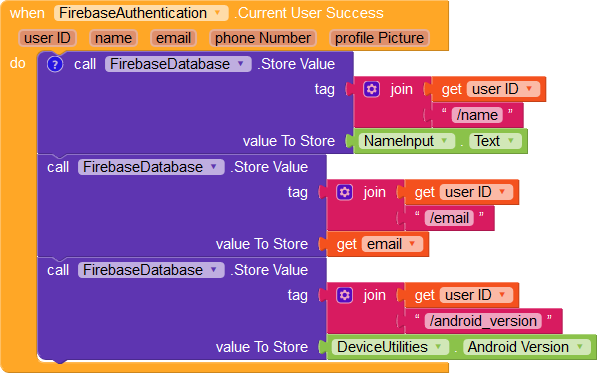 when FirebaseAuthentication .Current User Success
user ID name email phone Number profile Picture
do ? call FirebaseDatabase .Store Value
tag join get user ID
“ /name ”
value To Store NameInput . Text
call FirebaseDatabase .Store Value
tag join get user ID
“ /email ”
value To Store get email
call FirebaseDatabase .Store Value
tag join get user ID
“ /android_version ”
value To Store DeviceUtilities . Android Version